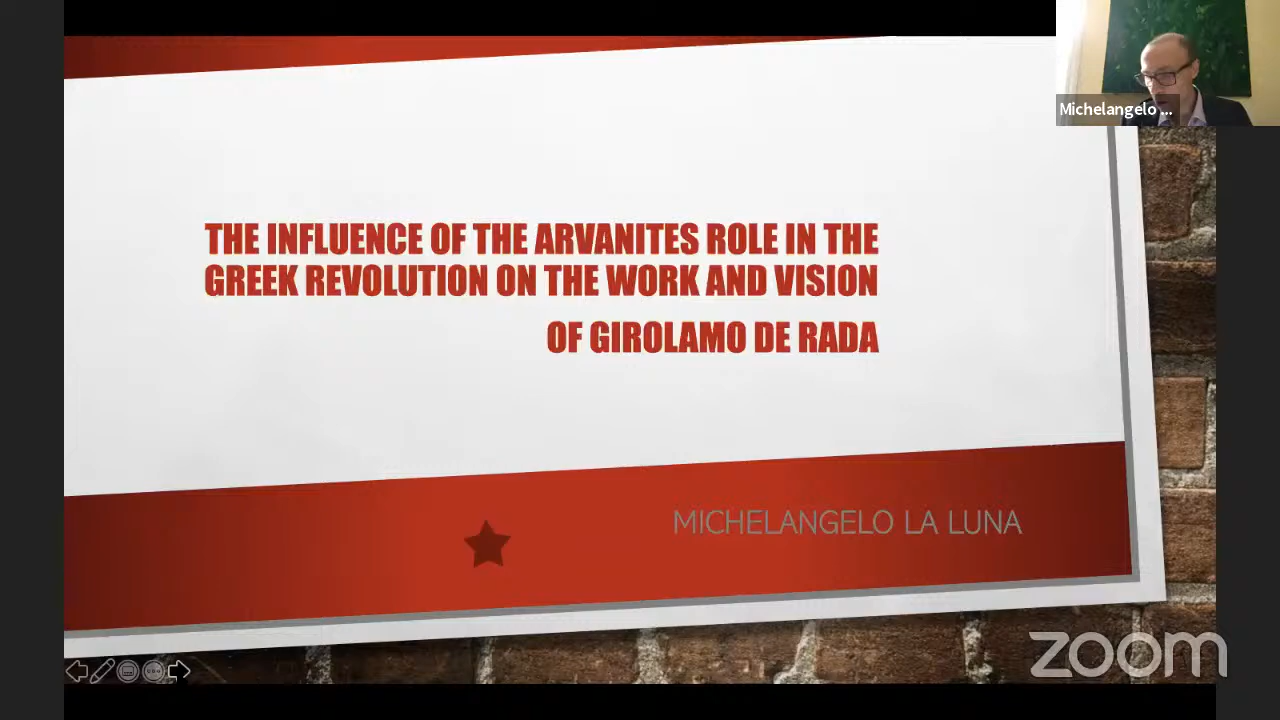 Michelangelo ...
THE INFLUENCE OF THE ARVANITES ROLE IN THE
GREEK REVOLUTION ON THE WORK AND VISION
OF GIROLAMO DE RADA
MICHELANGELO LA LUNA
zoom